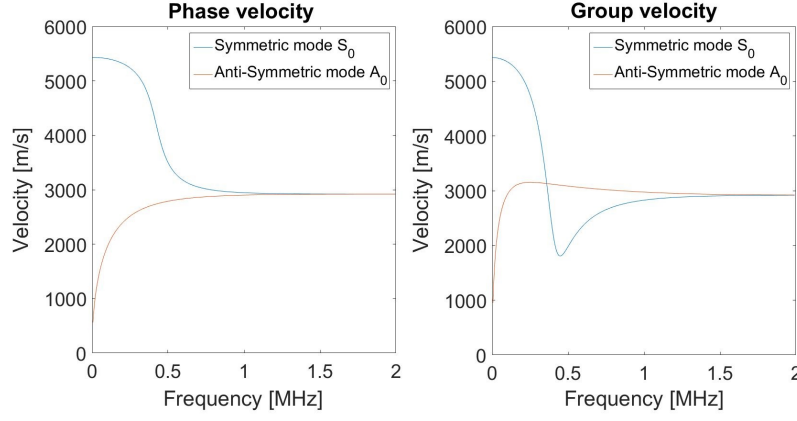 Phase velocity
6000
5000
4000
3000
2000
1000
0
Velocity [m/s]
Symmetric mode S0
Anti-Symmetric mode A0
0 0.5 1 1.5 2
Frequency [MHz]
Group velocity
6000
5000
4000
3000
2000
1000
0
Velocity [m/s]
Symmetric mode S0
Anti-Symmetric mode A0
0 0.5 1 1.5 2
Frequency [MHz]